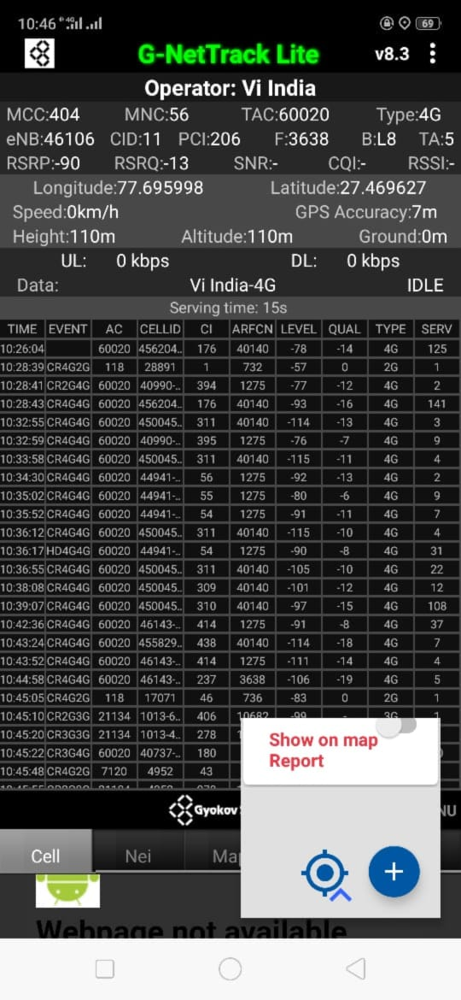 10:46 4G 69
G-NetTrack Lite v8.3
Operator: Vi India
MCC:404 MNC:56 TAC:60020 Type:4G
eNB:46106 CID:11 PCI:206 F:3638 B:L8 TA:5
RSRP:-90 RSRQ:-13 SNR:- CQI:- RSSI:-
Longitude:77.695998 Latitude:27.469627
Speed:0km/h GPS Accuracy:7m
Height:110m Altitude:110m Ground:0m
UL: 0 kbps DL: 0 kbps
Data: Vi India-4G IDLE
Serving time: 15s
TIME EVENT AC CELLID CI ARFCN LEVEL QUAL TYPE SERV
10:26:04 60020 456204.. 176 40140 -78 -14 4G 125
10:28:39 CR4G2G 118 28891 1 732 -57 0 2G 1
10:28:41 CR2G4G 60020 40990-.. 394 1275 -77 -12 4G 2
10:28:43 CR4G4G 60020 456204.. 176 40140 -93 -16 4G 141
10:32:55 CR4G4G 60020 450045.. 311 40140 -114 -13 4G 3
10:32:59 CR4G4G 60020 40990-.. 395 1275 -76 -7 4G 9
10:33:58 CR4G4G 60020 450045.. 311 40140 -115 -11 4G 4
10:34:30 CR4G4G 60020 44941-.. 56 1275 -92 -13 4G 2
10:35:02 CR4G4G 60020 44941-.. 55 1275 -80 -6 4G 9
10:35:52 CR4G4G 60020 44941-.. 54 1275 -91 -11 4G 7
10:36:12 CR4G4G 60020 450045.. 311 40140 -115 -10 4G 4
10:36:17 HD4G4G 60020 44941-.. 54 1275 -90 -8 4G 31
10:36:55 CR4G4G 60020 450045.. 311 40140 -105 -10 4G 22
10:38:08 CR4G4G 60020 450045.. 309 40140 -101 -12 4G 12
10:39:07 CR4G4G 60020 450045.. 310 40140 -97 -15 4G 108
10:42:36 CR4G4G 60020 46143-.. 414 1275 -91 -8 4G 37
10:43:24 CR4G4G 60020 455829.. 438 40140 -114 -18 4G 7
10:43:52 CR4G4G 60020 46143-.. 414 1275 -111 -14 4G 4
10:44:58 CR4G4G 60020 46143-.. 237 3638 -106 -19 4G 5
10:45:05 CR4G2G 118 17071 46 736 -83 0 2G 1
10:45:10 CR2G3G 21134 1013-6.. 406 10682 -99 - 3G 1
10:45:20 CR3G3G 21134 1013-4.. 278
10:45:22 CR3G4G 60020 40737-.. 180
10:45:48 CR4G2G 7120 4952 43
Show on map
Report
Gyokov
NU
Cell Nei Map
+
Webpage not available